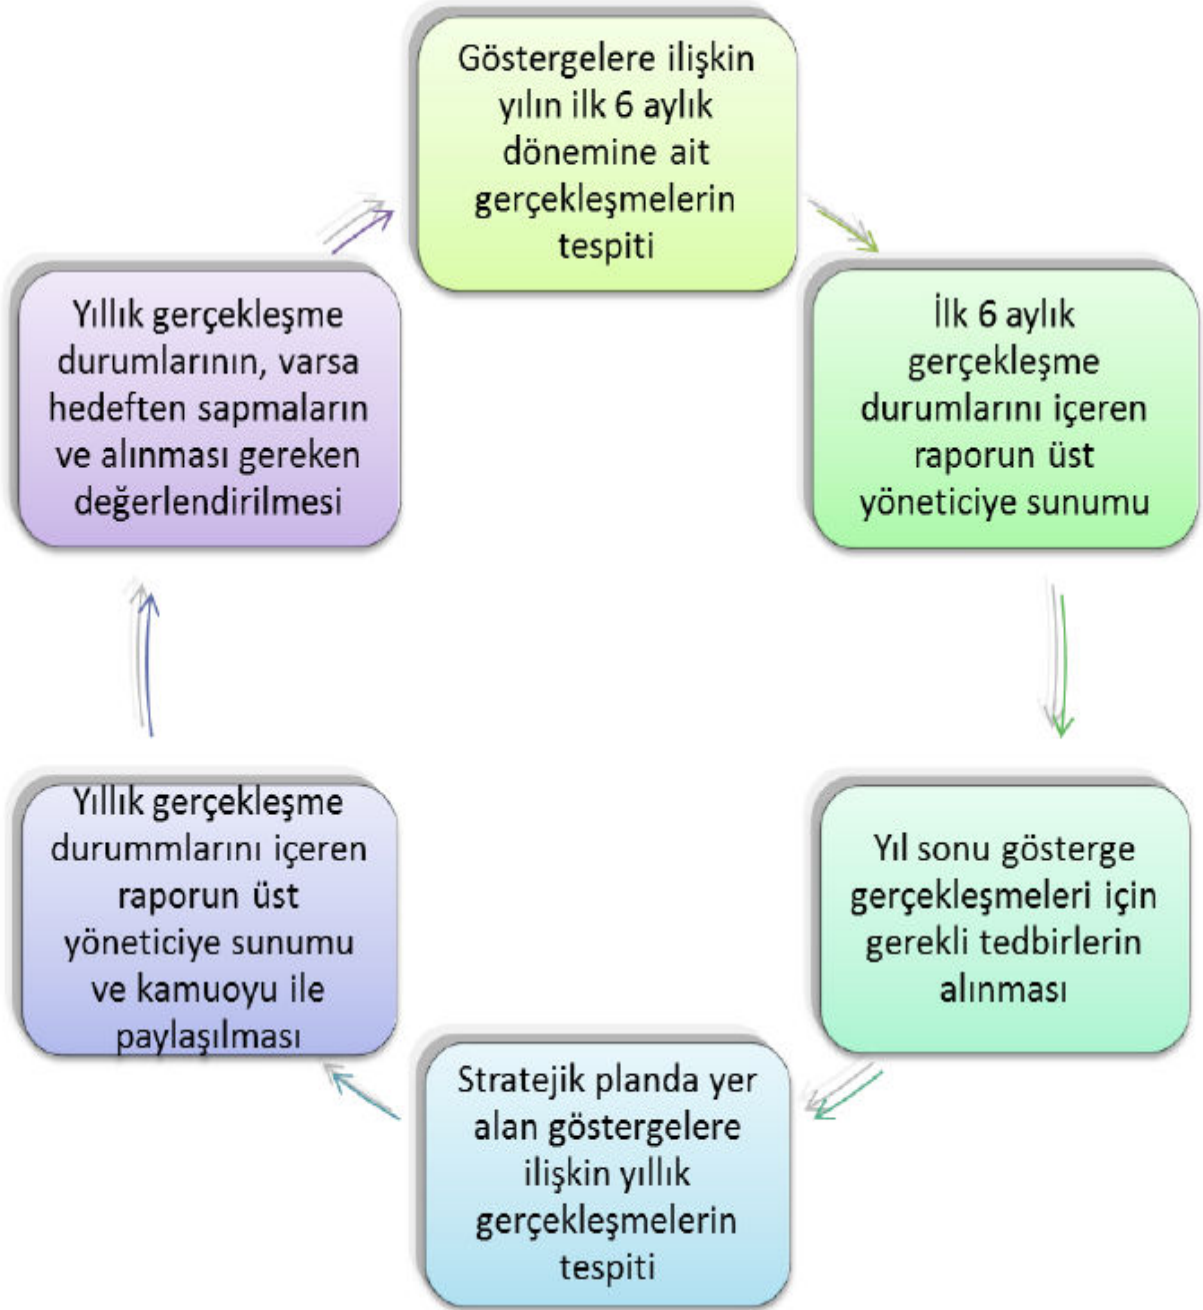 Göstergelere ilişkin
yılın ilk 6 aylık
dönemine ait
gerçekleşmelerin
tespiti
İlk 6 aylık
gerçekleşme
durumlarını içeren
raporun üst
yöneticiye sunumu
Yıl sonu gösterge
gerçekleşmeleri için
gerekli tedbirlerin
alınması
Stratejik planda yer
alan göstergelere
ilişkin yıllık
gerçekleşmelerin
tespiti
Yıllık gerçekleşme
durummlarını içeren
raporun üst
yöneticiye sunumu
ve kamuoyu ile
paylaşılması
Yıllık gerçekleşme
durumlarının, varsa
hedeften sapmaların
ve alınması gereken
değerlendirilmesi